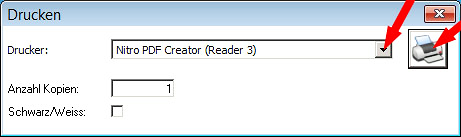 Drucken
Drucker: Nitro PDF Creator (Reader 3)
Anzahl Kopien: 1
Schwarz/Weiss: